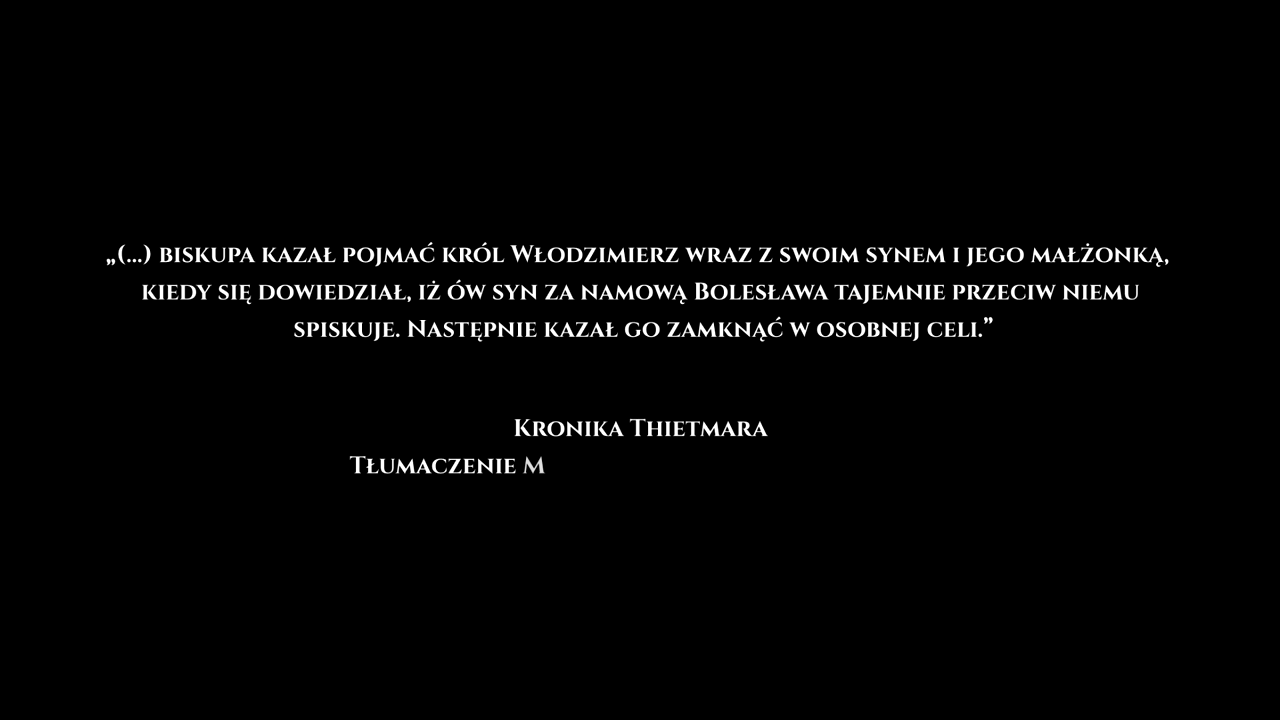 „(...) biskupa kazał pojmać król Włodzimierz wraz z swoim synem i jego małżonką,
kiedy się dowiedział, iż ów syn za namową Bolesława tajemnie przeciw niemu
spiskuje. Następnie kazał go zamknąć w osobnej celi.”
Kronika Thietmara
Tłumaczenie M